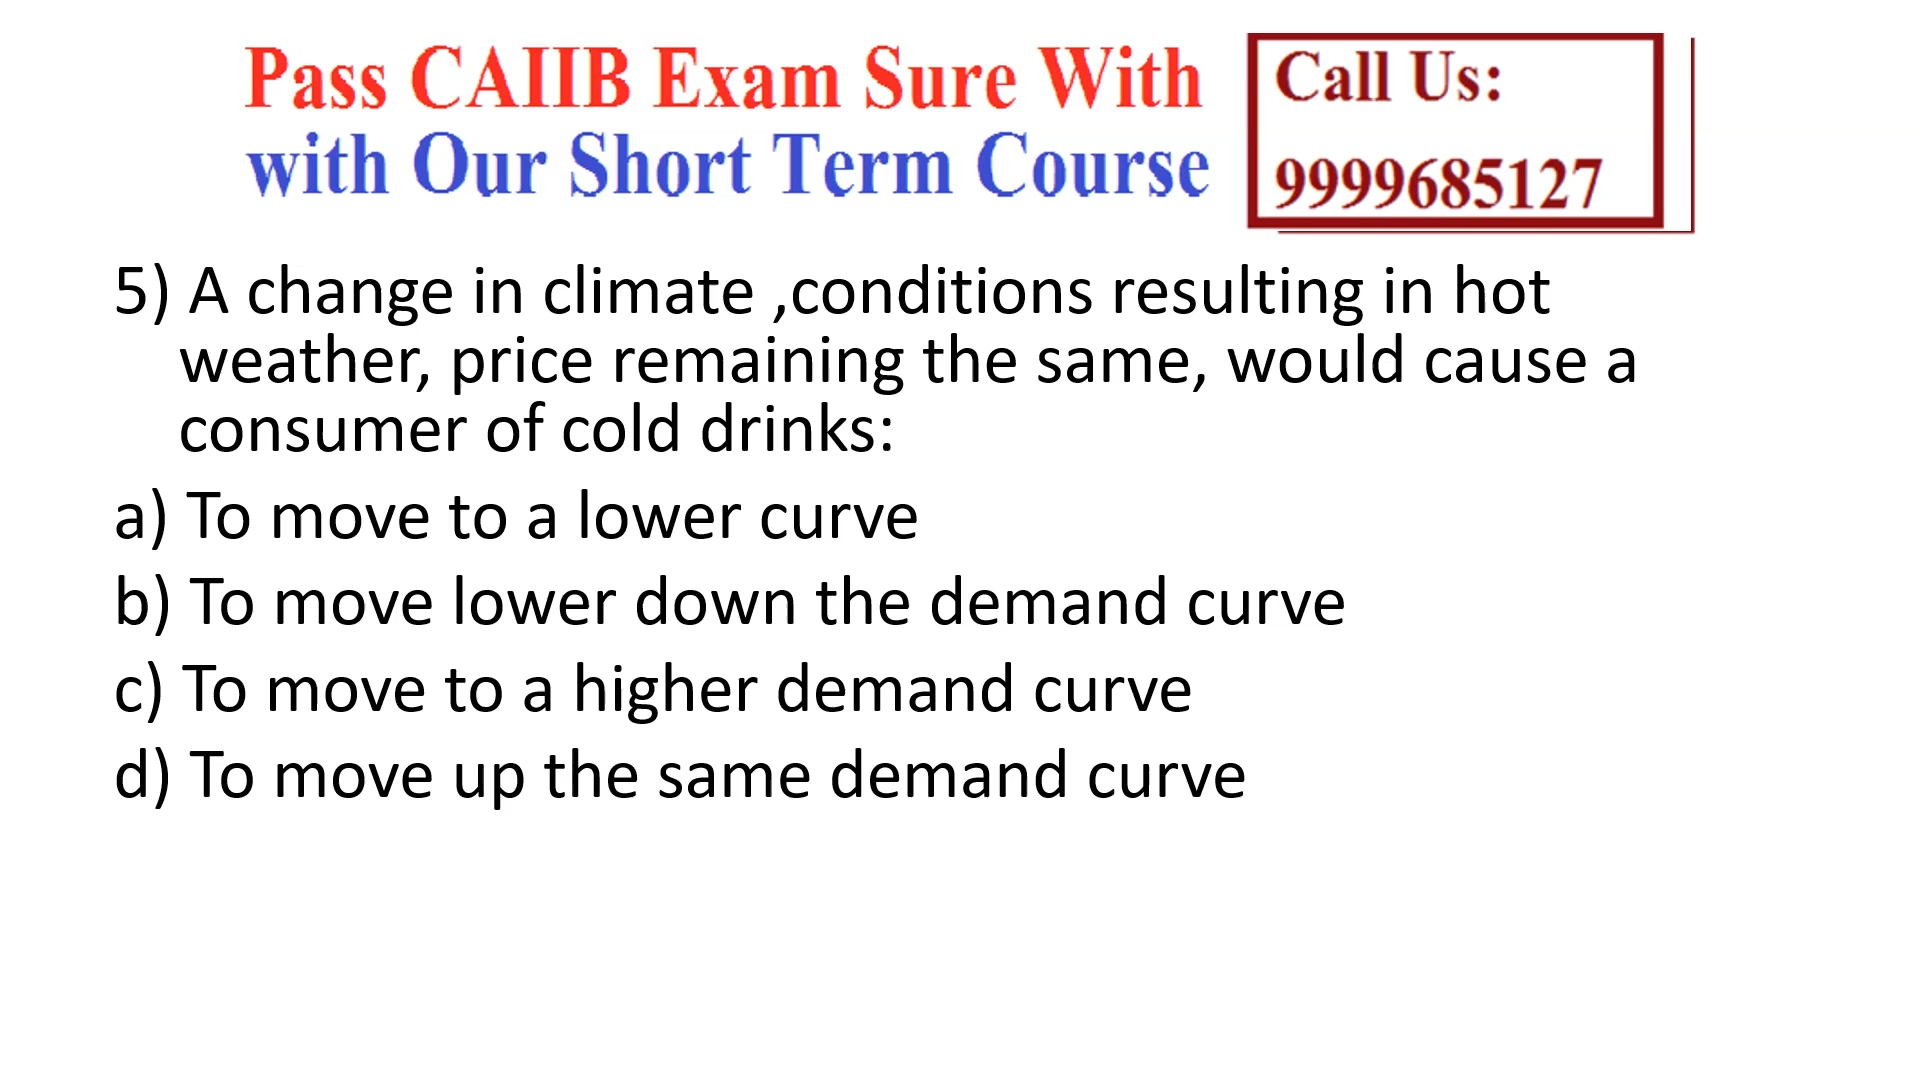 Pass CAIIB Exam Sure With
with Our Short Term Course
Call Us:
9999685127
5) A change in climate ,conditions resulting in hot
weather, price remaining the same, would cause a
consumer of cold drinks:
a) To move to a lower curve
b) To move lower down the demand curve
c) To move to a higher demand curve
d) To move up the same demand curve